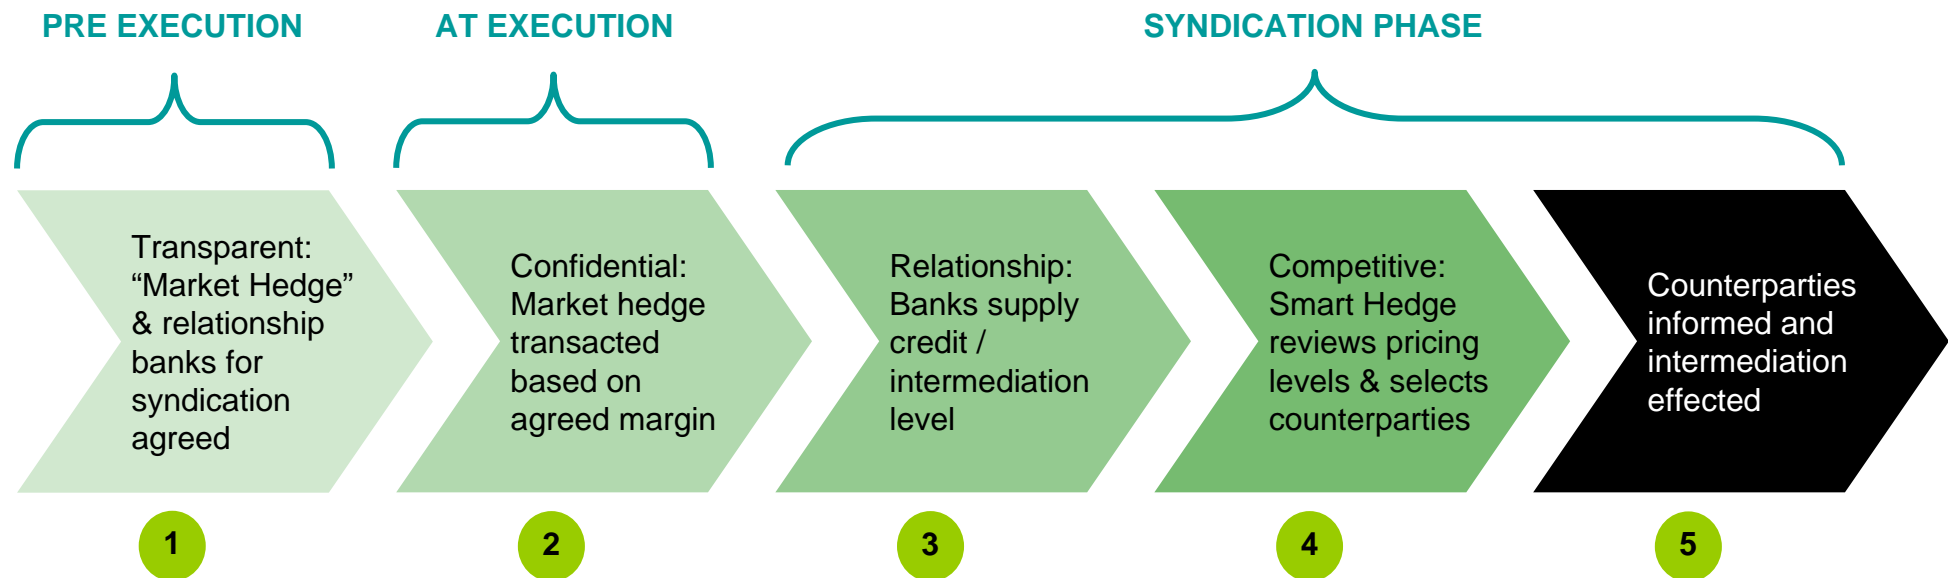 PRE EXECUTION
AT EXECUTION
SYNDICATION PHASE
Transparent:
“Market Hedge”
& relationship
banks for
syndication
agreed
Confidential:
Market hedge
transacted
based on
agreed margin
Relationship:
Banks supply
credit /
intermediation
level
Competitive:
Smart Hedge
reviews pricing
levels & selects
counterparties
Counterparties
informed and
intermediation
effected
1
2
3
4
5